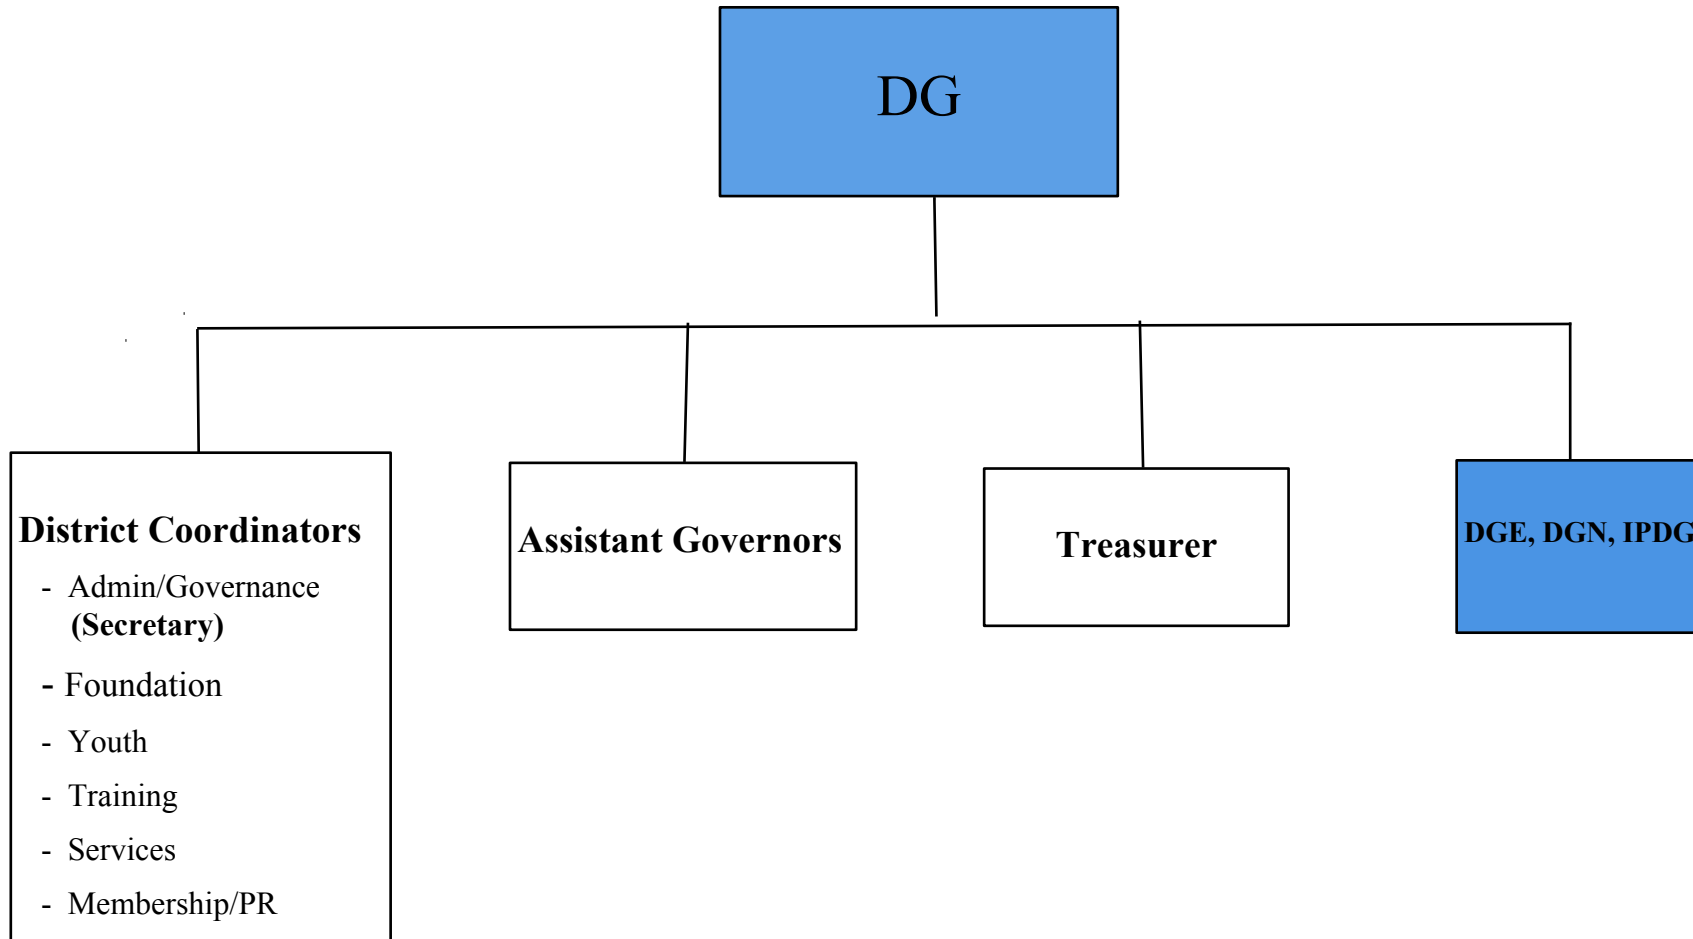 DG
District Coordinators
- Admin/Governance
(Secretary)
- Foundation
- Youth
- Training
- Services
- Membership/PR
Assistant Governors
Treasurer
DGE, DGN, IPDG